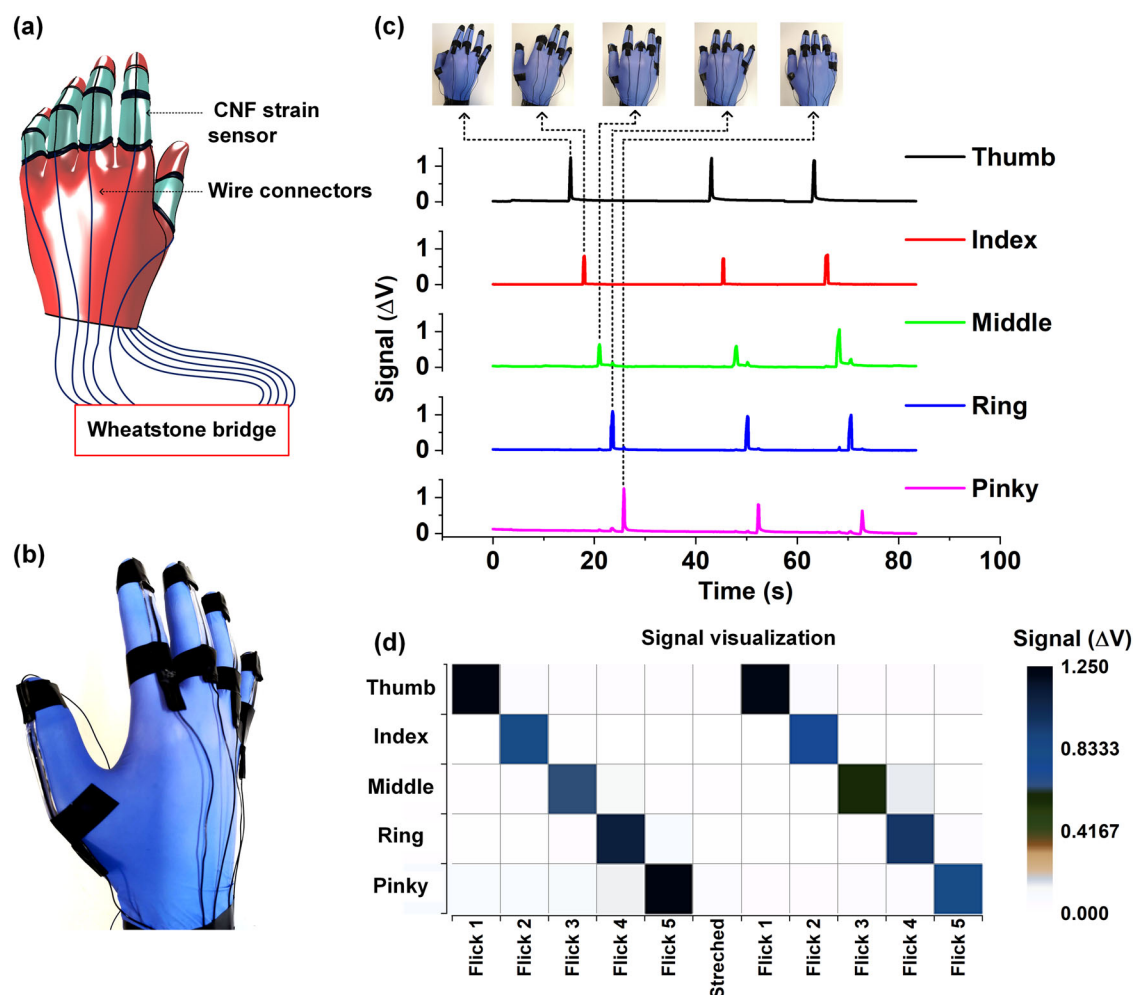 (a)
CNF strain
sensor
Wire connectors
Wheatstone bridge
(b)
(c)
Signal (ΔV)
1
0
Thumb
1
0
Index
1
0
Middle
1
0
Ring
1
0
Pinky
0
20
40
60
80
100
Time (s)
(d)
Signal visualization
Signal (ΔV)
Thumb
Index
Middle
Ring
Pinky
Flick 1
Flick 2
Flick 3
Flick 4
Flick 5
Streched
Flick 1
Flick 2
Flick 3
Flick 4
Flick 5
1.250
0.8333
0.4167
0.000